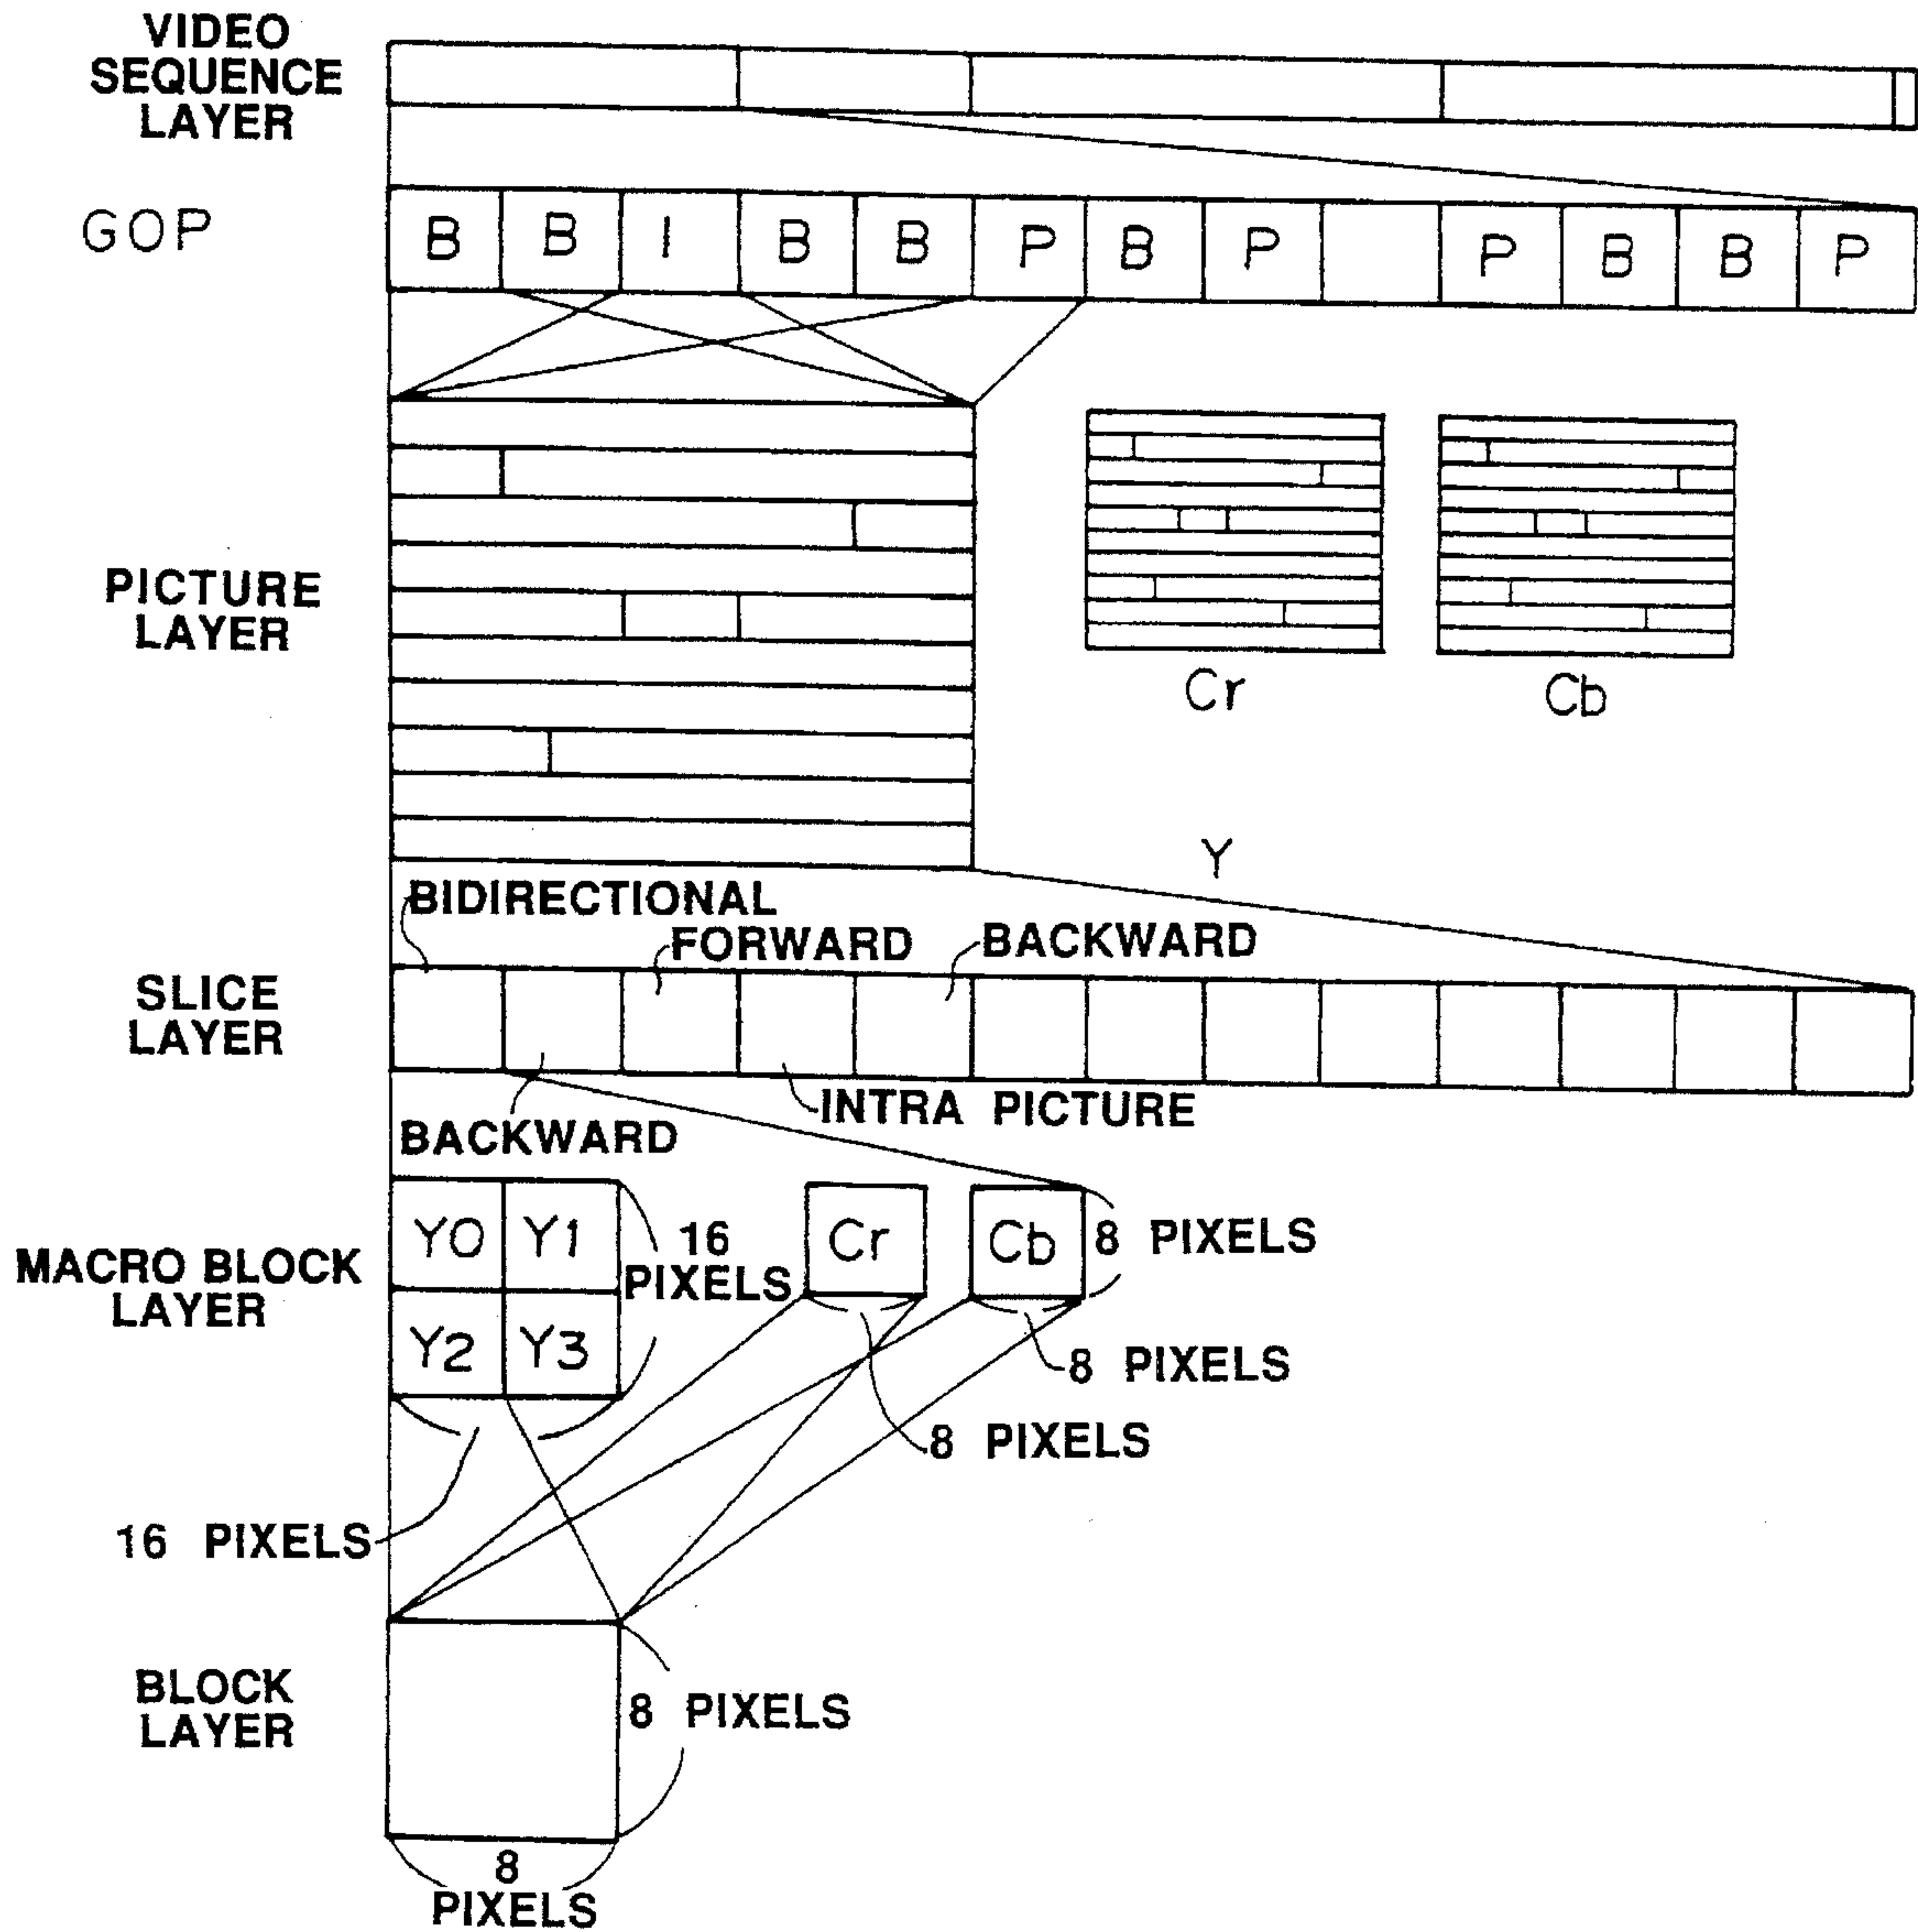 VIDEO
SEQUENCE
LAYER
GOP
B B I B B P B P P B B P
PICTURE
LAYER
Cr
Cb
Y
BIDIRECTIONAL
FORWARD
BACKWARD
SLICE
LAYER
INTRA PICTURE
BACKWARD
MACRO BLOCK
LAYER
Y0 Y1
Y2 Y3
16
PIXELS
Cr
Cb
8 PIXELS
8 PIXELS
8 PIXELS
16 PIXELS
BLOCK
LAYER
8 PIXELS
8
PIXELS